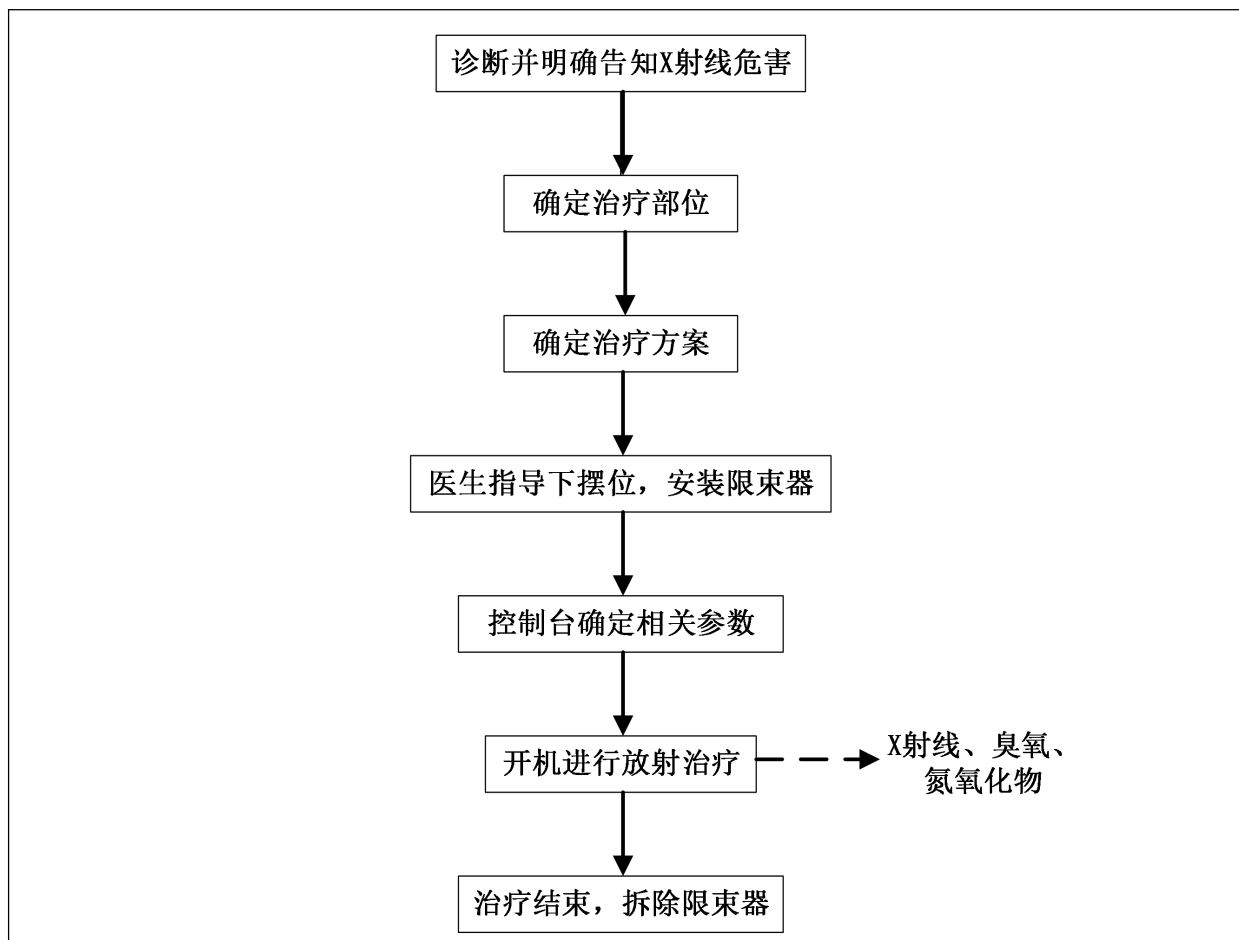 诊断并明确告知X射线危害
确定治疗部位
确定治疗方案
医生指导下摆位，安装限束器
控制台确定相关参数
开机进行放射治疗
X射线、臭氧、
氮氧化物
治疗结束，拆除限束器